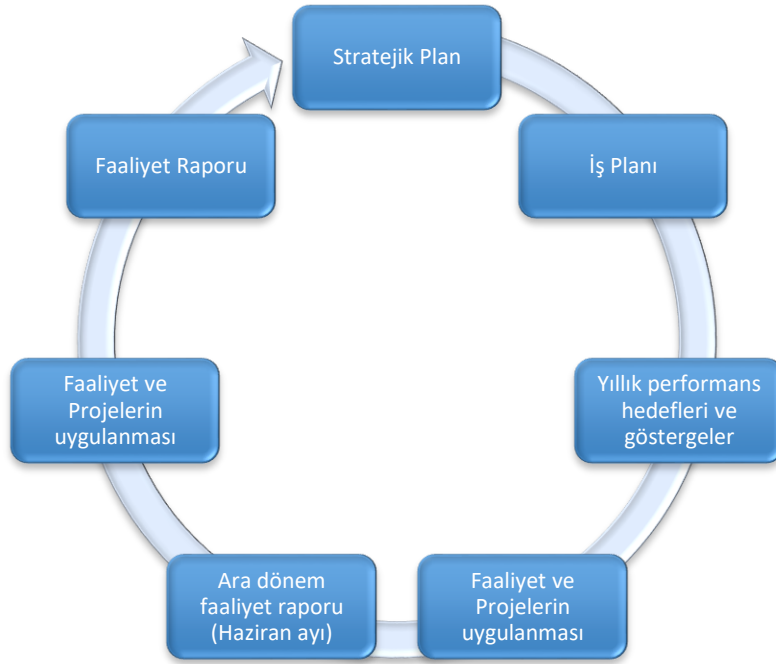 Stratejik Plan
İş Planı
Yıllık performans
hedefleri ve
göstergeler
Faaliyet ve
Projelerin
uygulanması
Ara dönem
faaliyet raporu
(Haziran ayı)
Faaliyet ve
Projelerin
uygulanması
Faaliyet Raporu